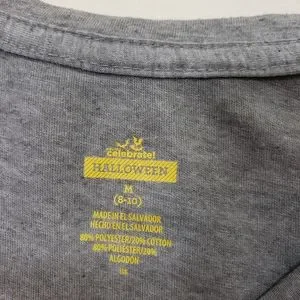 Celebrate!
HALLOWEEN
M
(8-10)
MADE IN EL SALVADOR
HECHO EN EL SALVADOR
80% POLYESTER/20% COTTON
80% POLIESTER/20%
ALGODÓN